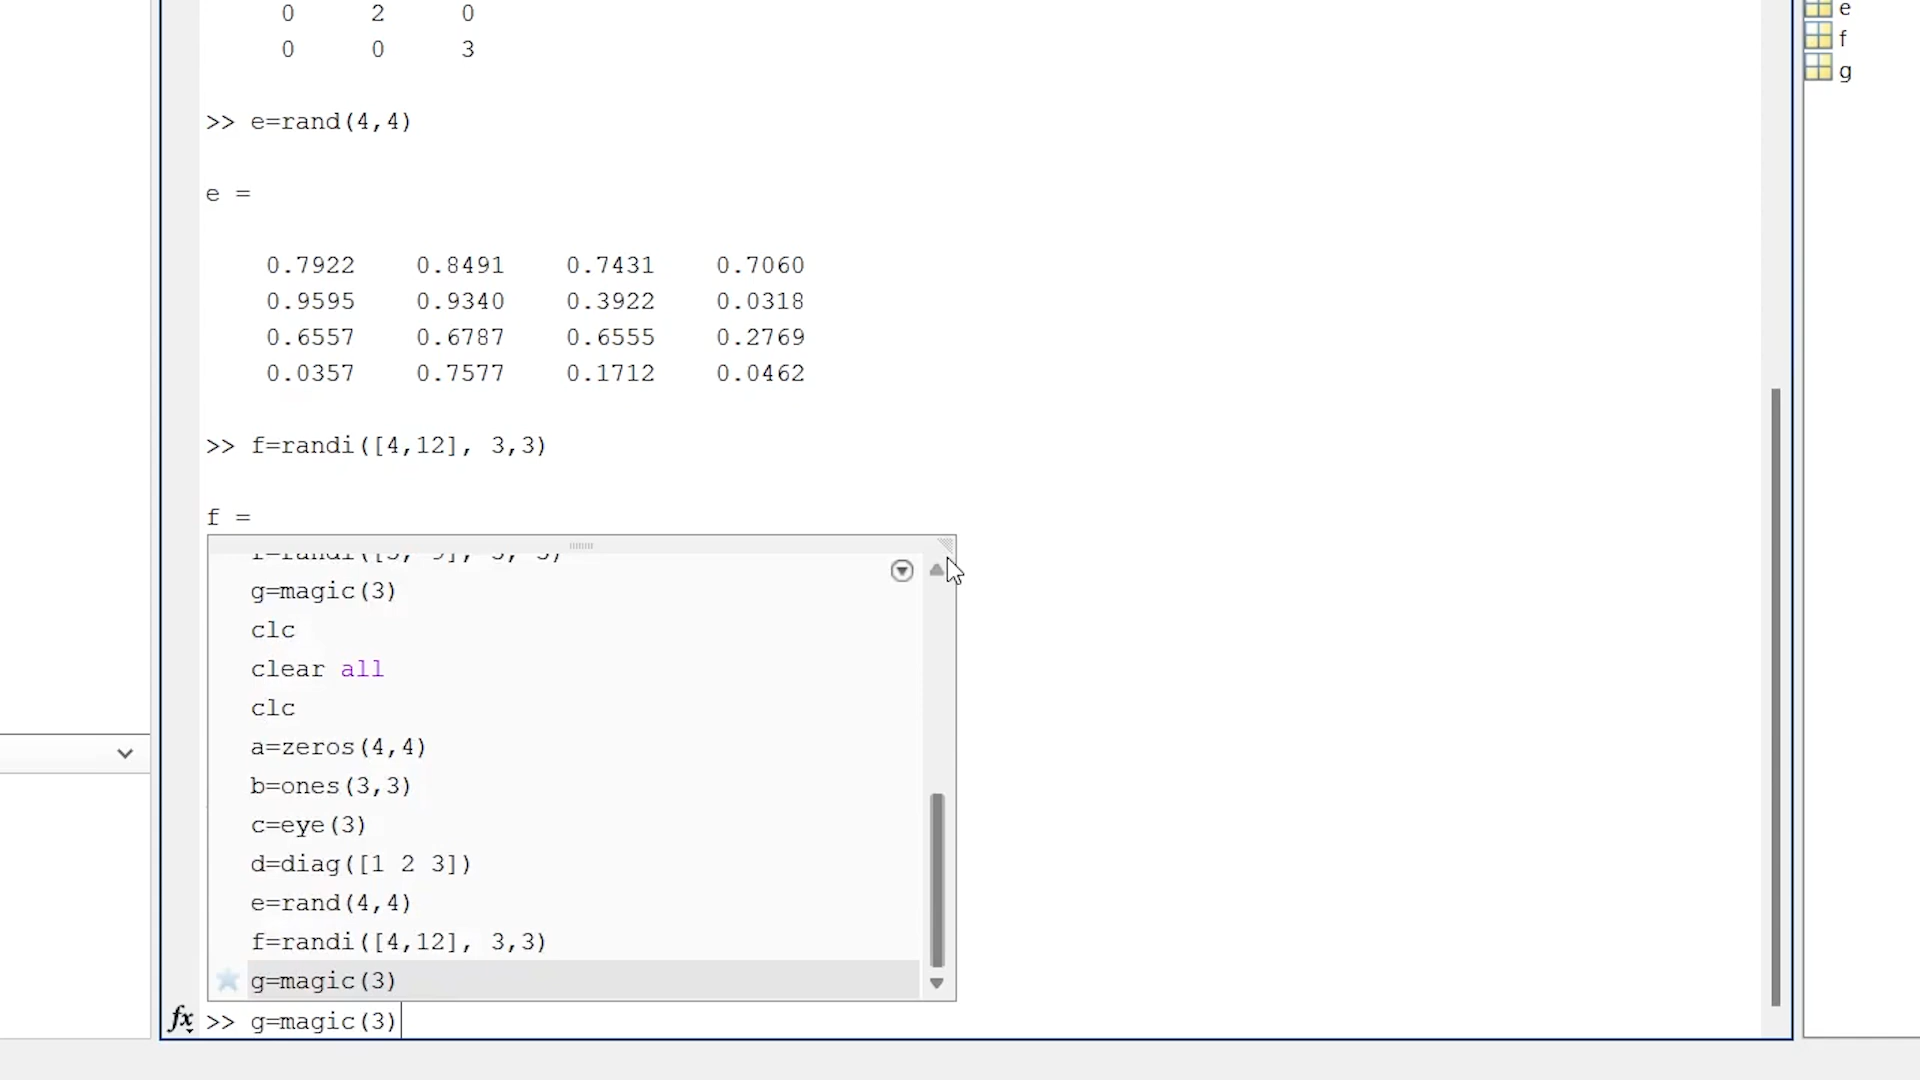 0 2 0
0 0 3
>> e=rand(4,4)
e =
0.7922 0.8491 0.7431 0.7060
0.9595 0.9340 0.3922 0.0318
0.6557 0.6787 0.6555 0.2769
0.0357 0.7577 0.1712 0.0462
>> f=randi([4,12], 3,3)
f =
g=magic(3)
clc
clear all
clc
a=zeros(4,4)
b=ones(3,3)
c=eye(3)
d=diag([1 2 3])
e=rand(4,4)
f=randi([4,12], 3,3)
g=magic(3)
fx >> g=magic(3)
e
f
g